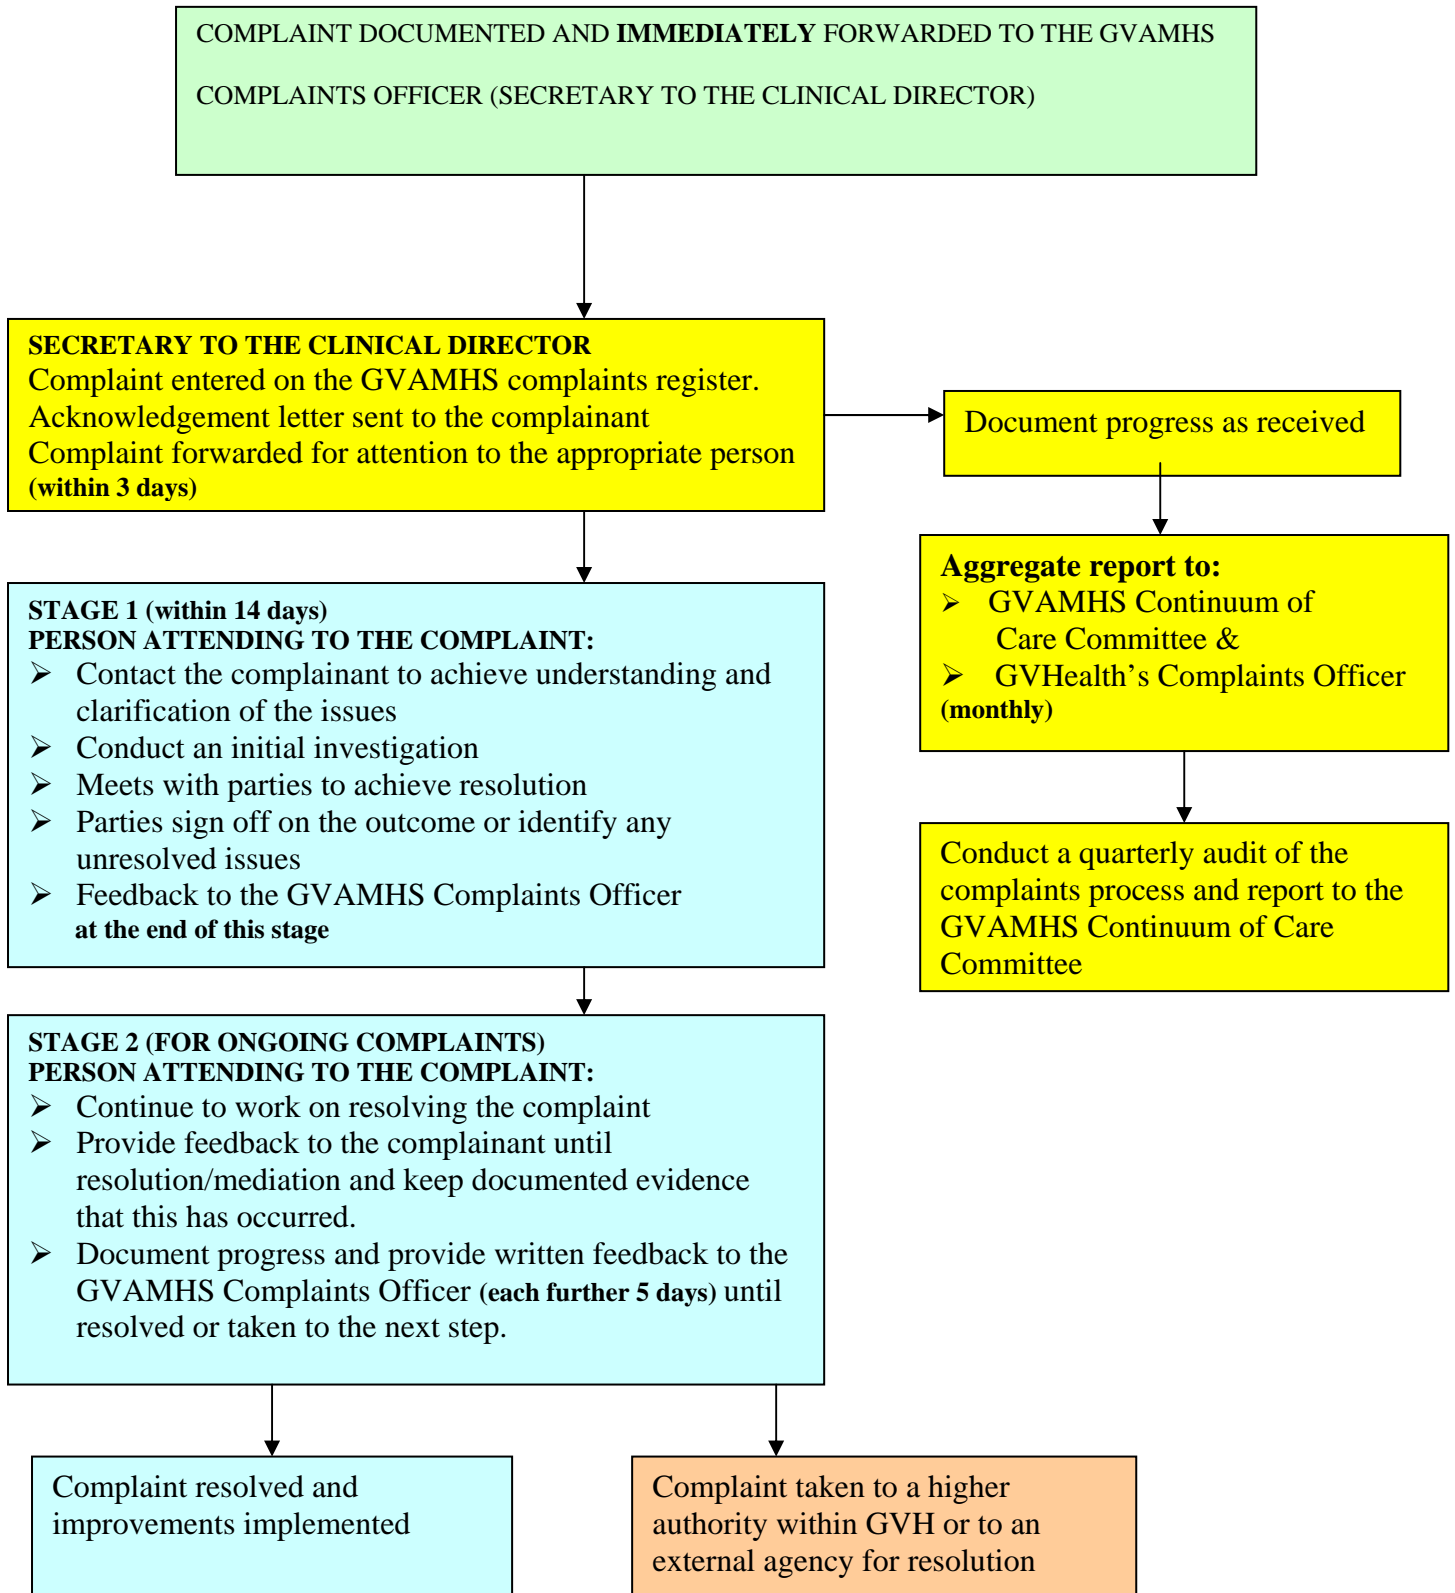 COMPLAINT DOCUMENTED AND IMMEDIATELY FORWARDED TO THE GVAMHS
COMPLAINTS OFFICER (SECRETARY TO THE CLINICAL DIRECTOR)
SECRETARY TO THE CLINICAL DIRECTOR
Complaint entered on the GVAMHS complaints register.
Acknowledgement letter sent to the complainant
Complaint forwarded for attention to the appropriate person
(within 3 days)
Document progress as received
Aggregate report to:
➢ GVAMHS Continuum of
Care Committee &
➢ GVHealth’s Complaints Officer
(monthly)
Conduct a quarterly audit of the
complaints process and report to the
GVAMHS Continuum of Care
Committee
STAGE 1 (within 14 days)
PERSON ATTENDING TO THE COMPLAINT:
➢ Contact the complainant to achieve understanding and
clarification of the issues
➢ Conduct an initial investigation
➢ Meets with parties to achieve resolution
➢ Parties sign off on the outcome or identify any
unresolved issues
➢ Feedback to the GVAMHS Complaints Officer
at the end of this stage
STAGE 2 (FOR ONGOING COMPLAINTS)
PERSON ATTENDING TO THE COMPLAINT:
➢ Continue to work on resolving the complaint
➢ Provide feedback to the complainant until
resolution/mediation and keep documented evidence
that this has occurred.
➢ Document progress and provide written feedback to the
GVAMHS Complaints Officer (each further 5 days) until
resolved or taken to the next step.
Complaint resolved and
improvements implemented
Complaint taken to a higher
authority within GVH or to an
external agency for resolution